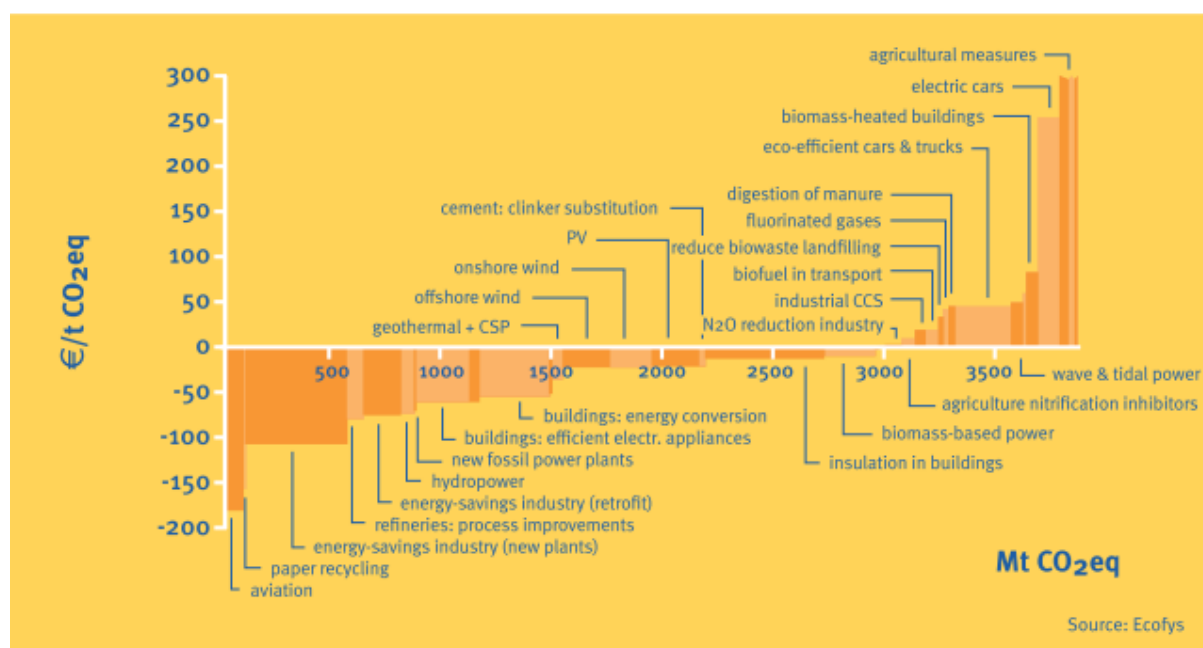 agricultural measures
300
electric cars
250
biomass-heated buildings
eco-efficient cars & trucks
200
digestion of manure
cement: clinker substitution
150
fluorinated gases
PV
reduce biowaste landfilling
100
onshore wind
biofuel in transport
offshore wind
industrial CCS
50
geothermal + CSP
N2O reduction industry
0
500
1000
1500
2000
2500
3000
3500
wave & tidal power
-50
agriculture nitrification inhibitors
buildings: energy conversion
biomass-based power
buildings: efficient electr. appliances
-100
new fossil power plants
insulation in buildings
hydropower
-150
energy-savings industry (retrofit)
refineries: process improvements
-200
energy-savings industry (new plants)
paper recycling
aviation
€/t CO2eq
Mt CO2eq
Source: Ecofys